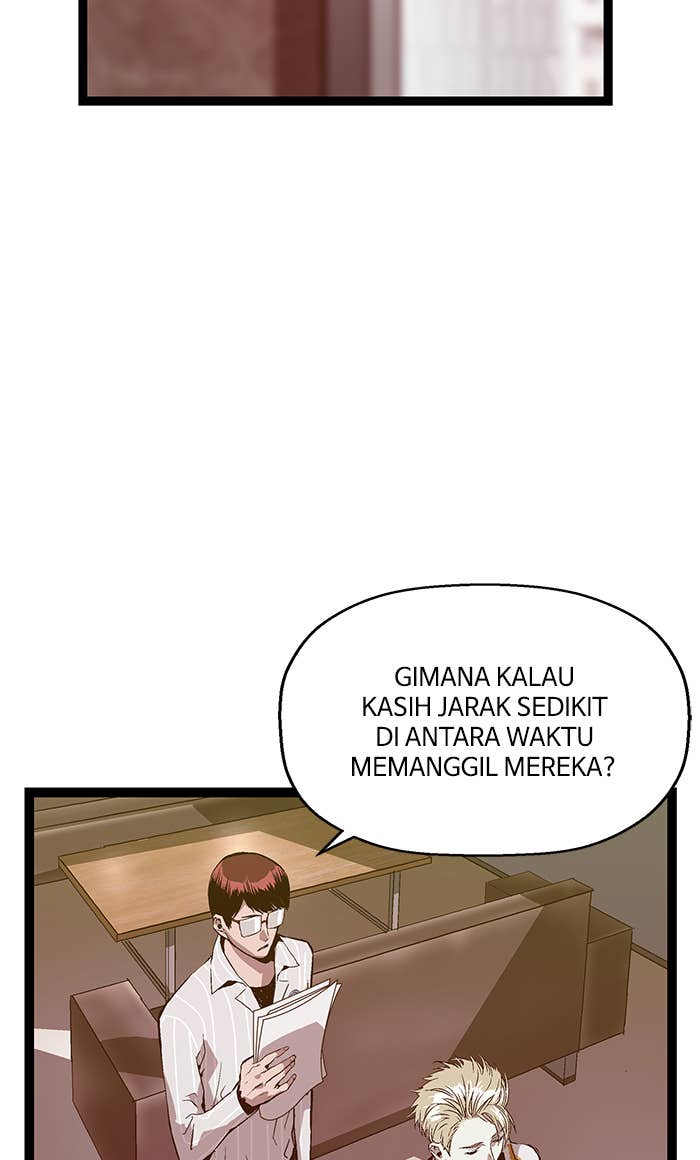 GIMANA KALAU
KASIH JARAK SEDIKIT
DI ANTARA WAKTU
MEMANGGIL MEREKA?